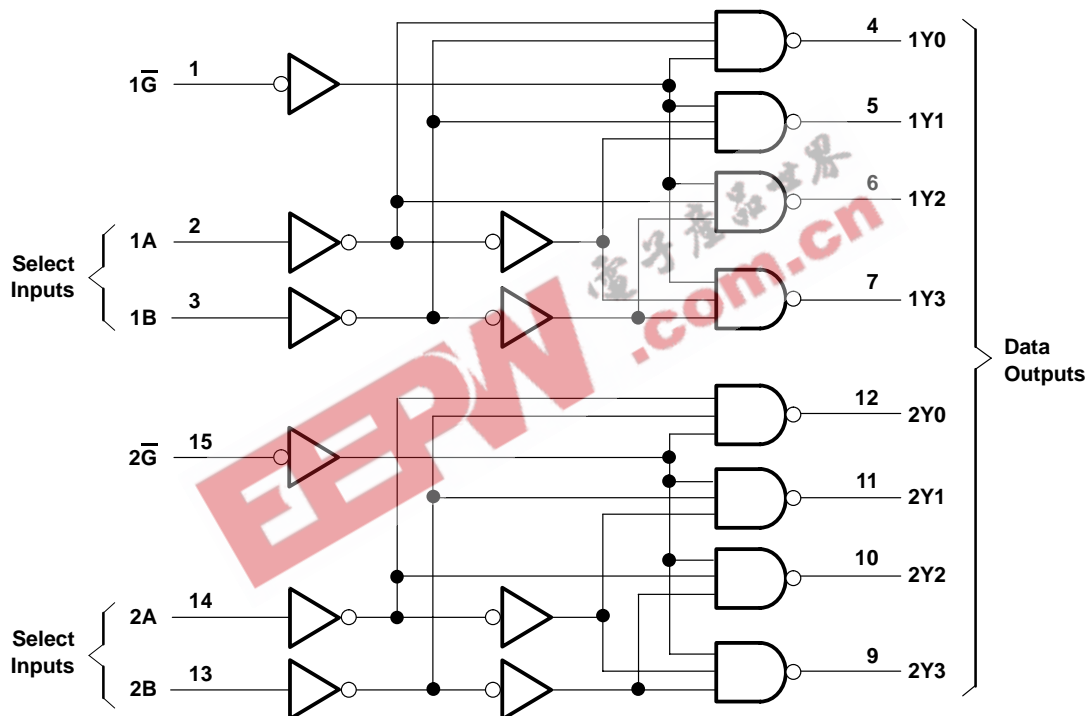 4
1Y0
1G̅
1
5
1Y1
6
1Y2
1A
2
Select
Inputs
1B
3
7
1Y3
Data
Outputs
12
2Y0
2G̅
15
11
2Y1
10
2Y2
2A
14
Select
Inputs
2B
13
9
2Y3
電子產品世界
EEPW
.com.cn